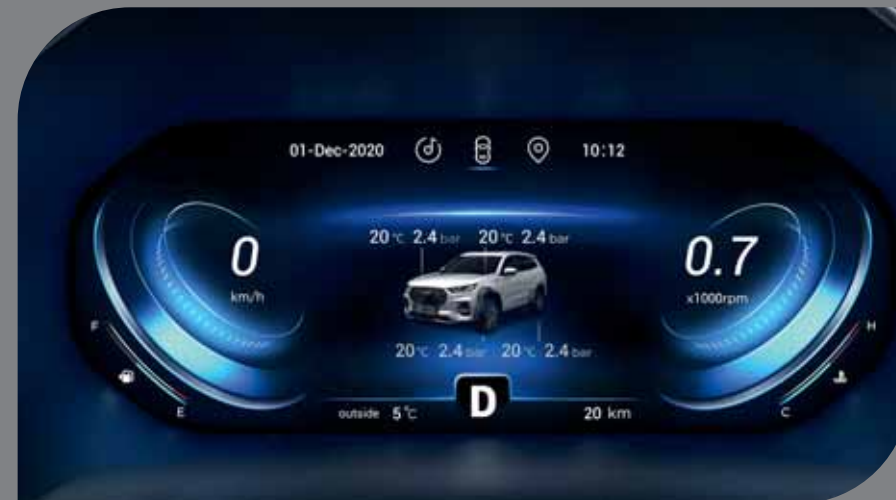 01-Dec-2020 10:12
20 ℃ 2.4 bar 20 ℃ 2.4 bar
0
km/h
0.7
x1000rpm
20 ℃ 2.4 bar 20 ℃ 2.4 bar
F
H
E
C
outside 5 ℃
D
20 km